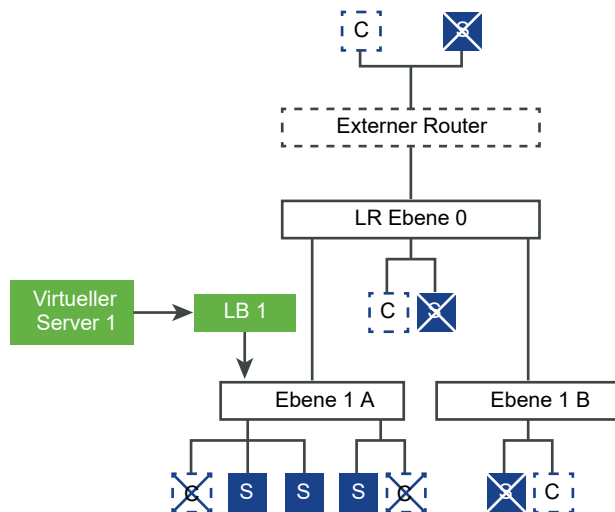 C
S
Externer Router
LR Ebene 0
C
S
Virtueller
Server 1
LB 1
Ebene 1 A
Ebene 1 B
C
S
S
S
C
S
C